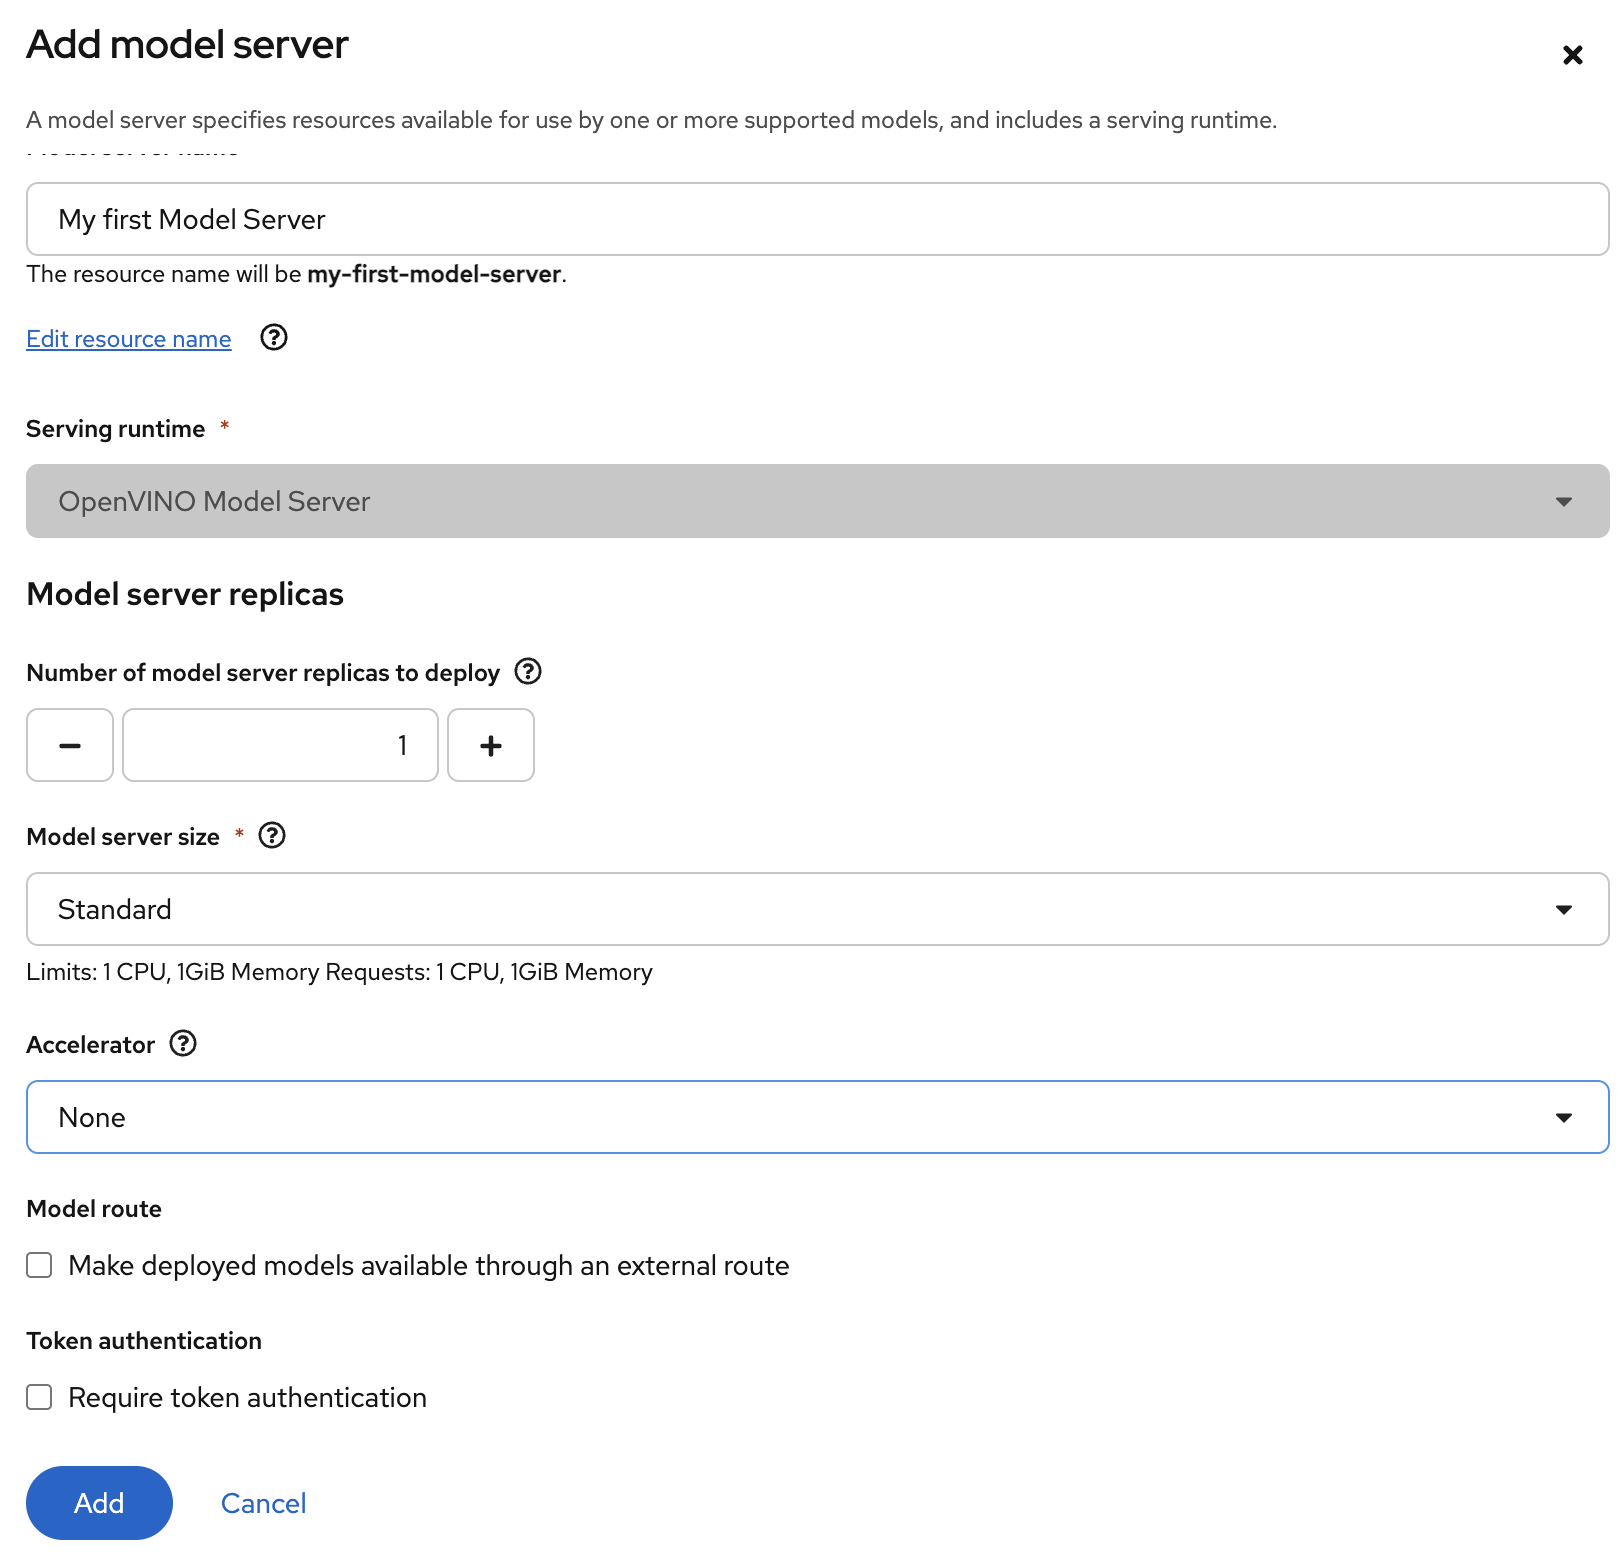 Add model server
A model server specifies resources available for use by one or more supported models, and includes a serving runtime.
My first Model Server
The resource name will be my-first-model-server.
Edit resource name
Serving runtime *
OpenVINO Model Server
Model server replicas
Number of model server replicas to deploy
1
Model server size *
Standard
Limits: 1 CPU, 1GiB Memory Requests: 1 CPU, 1GiB Memory
Accelerator
None
Model route
Make deployed models available through an external route
Token authentication
Require token authentication
Add Cancel